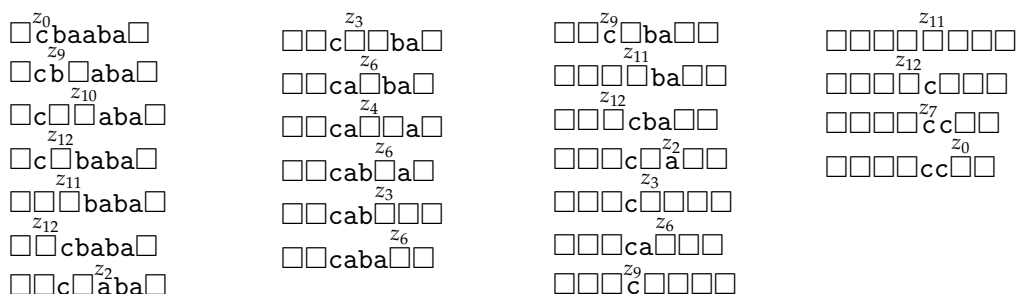 z₀
□cbaaba□
z₉
□cb□aba□
z₁₀
□c□□aba□
z₁₂
□c□baba□
z₁₁
□□□baba□
z₁₂
□□cbaba□
z₂
□□c□aba□
z₃
□□c□□ba□
z₆
□□ca□ba□
z₄
□□ca□□a□
z₆
□□cab□a□
z₃
□□cab□□□
z₆
□□caba□□
z₉
□□c□ba□□
z₁₁
□□□□ba□□
z₁₂
□□□cba□□
z₂
□□□c□a□□
z₃
□□□c□□□□
z₆
□□□ca□□□
z₉
□□□c□□□□
z₁₁
□□□□□□□□
z₁₂
□□□□c□□□
z₇
□□□□cc□□
z₀
□□□□cc□□